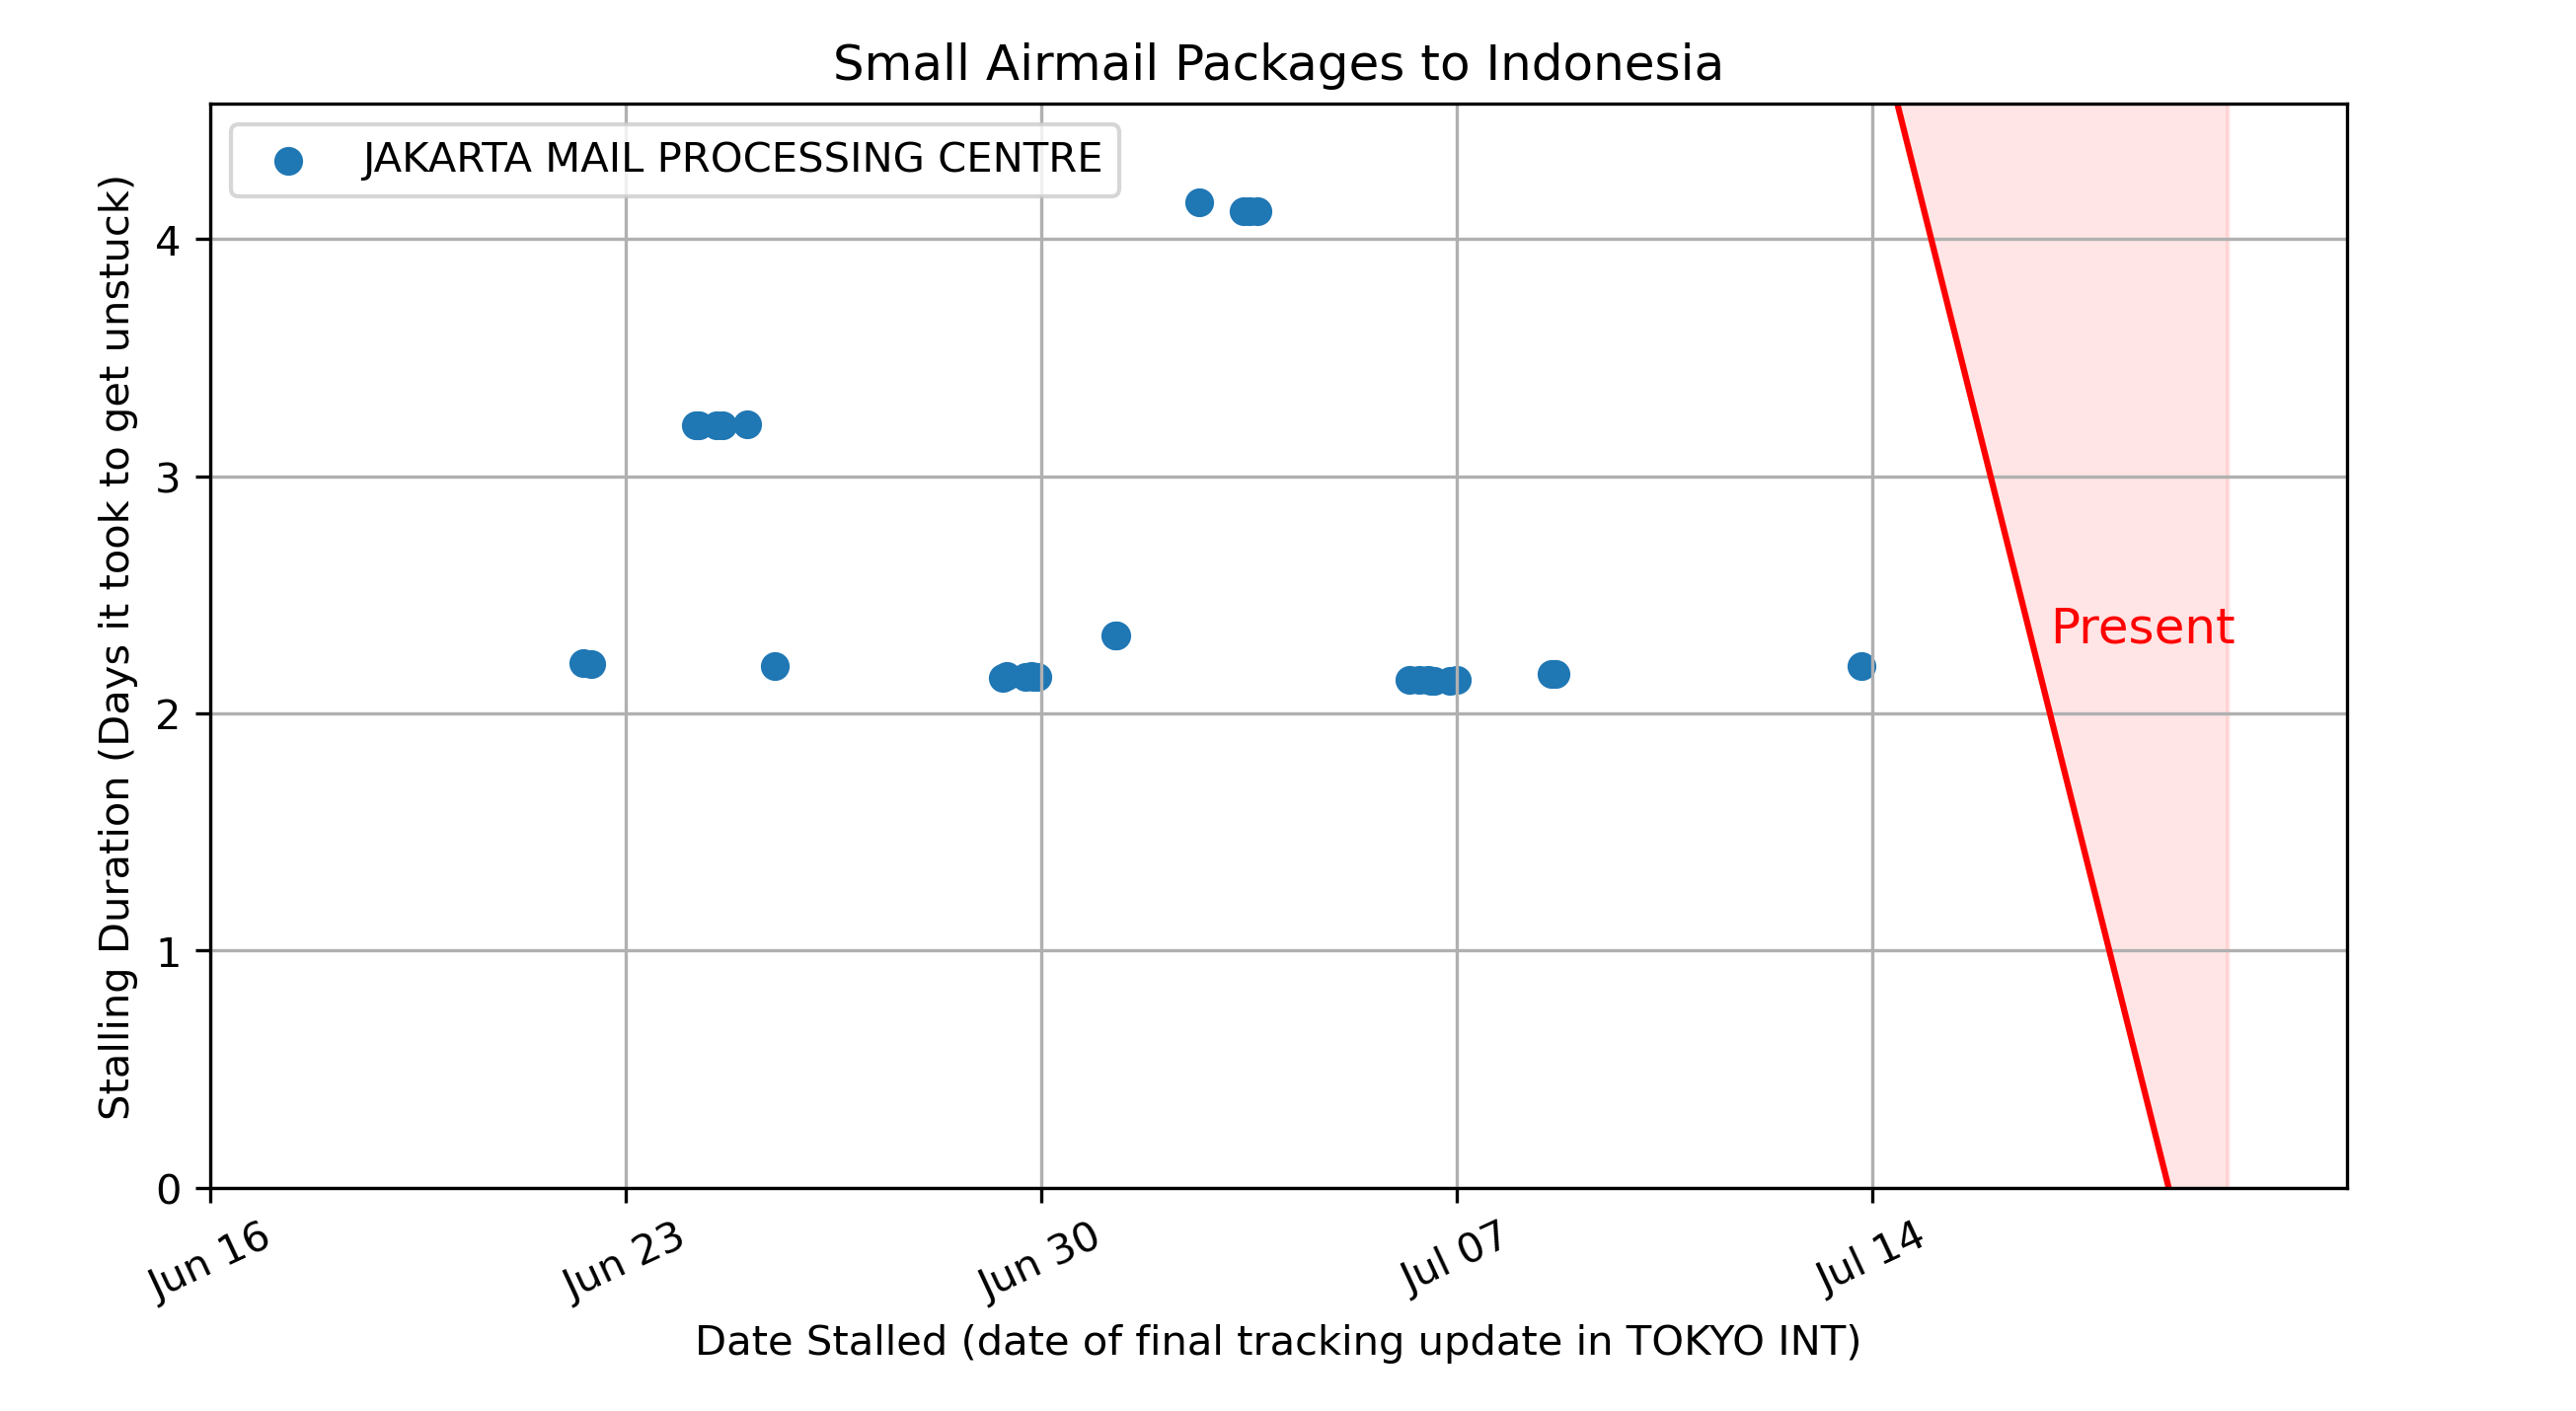 Small Airmail Packages to Indonesia
JAKARTA MAIL PROCESSING CENTRE
Stalling Duration (Days it took to get unstuck)
4
3
2
1
0
Present
Jun 16
Jun 23
Jun 30
Jul 07
Jul 14
Date Stalled (date of final tracking update in TOKYO INT)